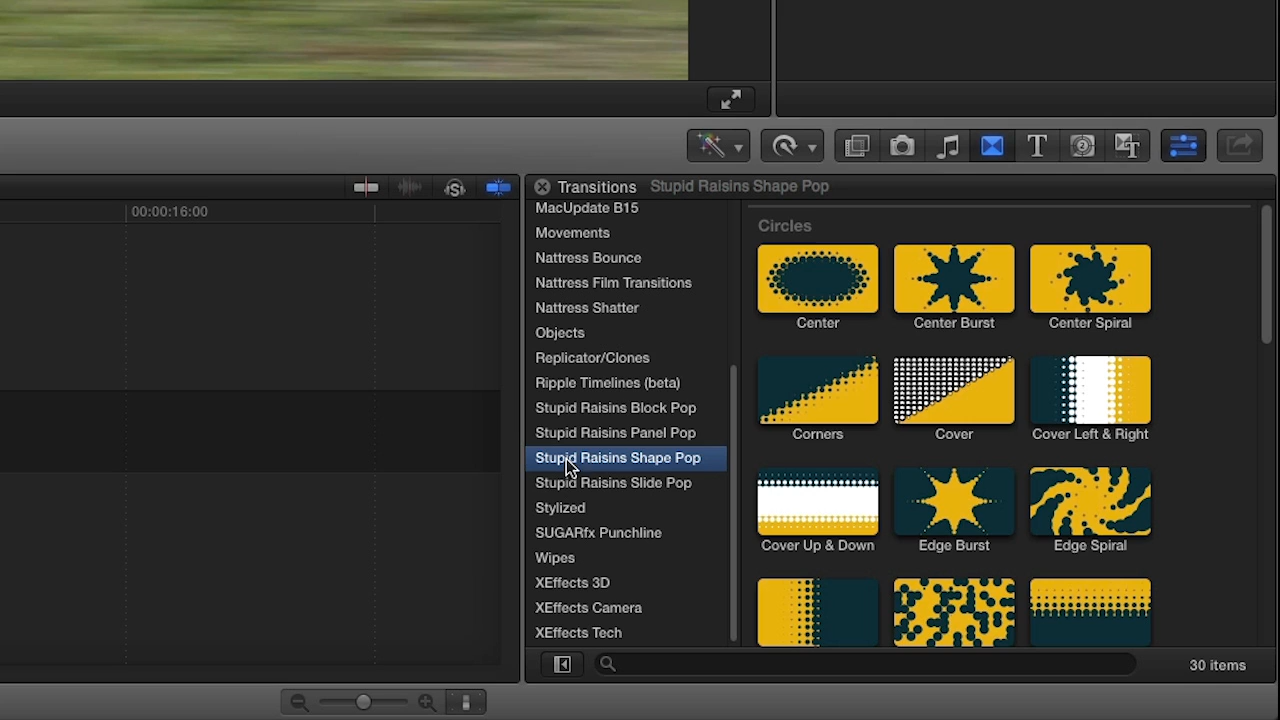 T
00:00:16:00
Transitions Stupid Raisins Shape Pop
MacUpdate B15
Movements
Nattress Bounce
Nattress Film Transitions
Nattress Shatter
Objects
Replicator/Clones
Ripple Timelines (beta)
Stupid Raisins Block Pop
Stupid Raisins Panel Pop
Stupid Raisins Shape Pop
Stupid Raisins Slide Pop
Stylized
SUGARfx Punchline
Wipes
XEffects 3D
XEffects Camera
XEffects Tech
Circles
Center
Center Burst
Center Spiral
Corners
Cover
Cover Left & Right
Cover Up & Down
Edge Burst
Edge Spiral
30 items